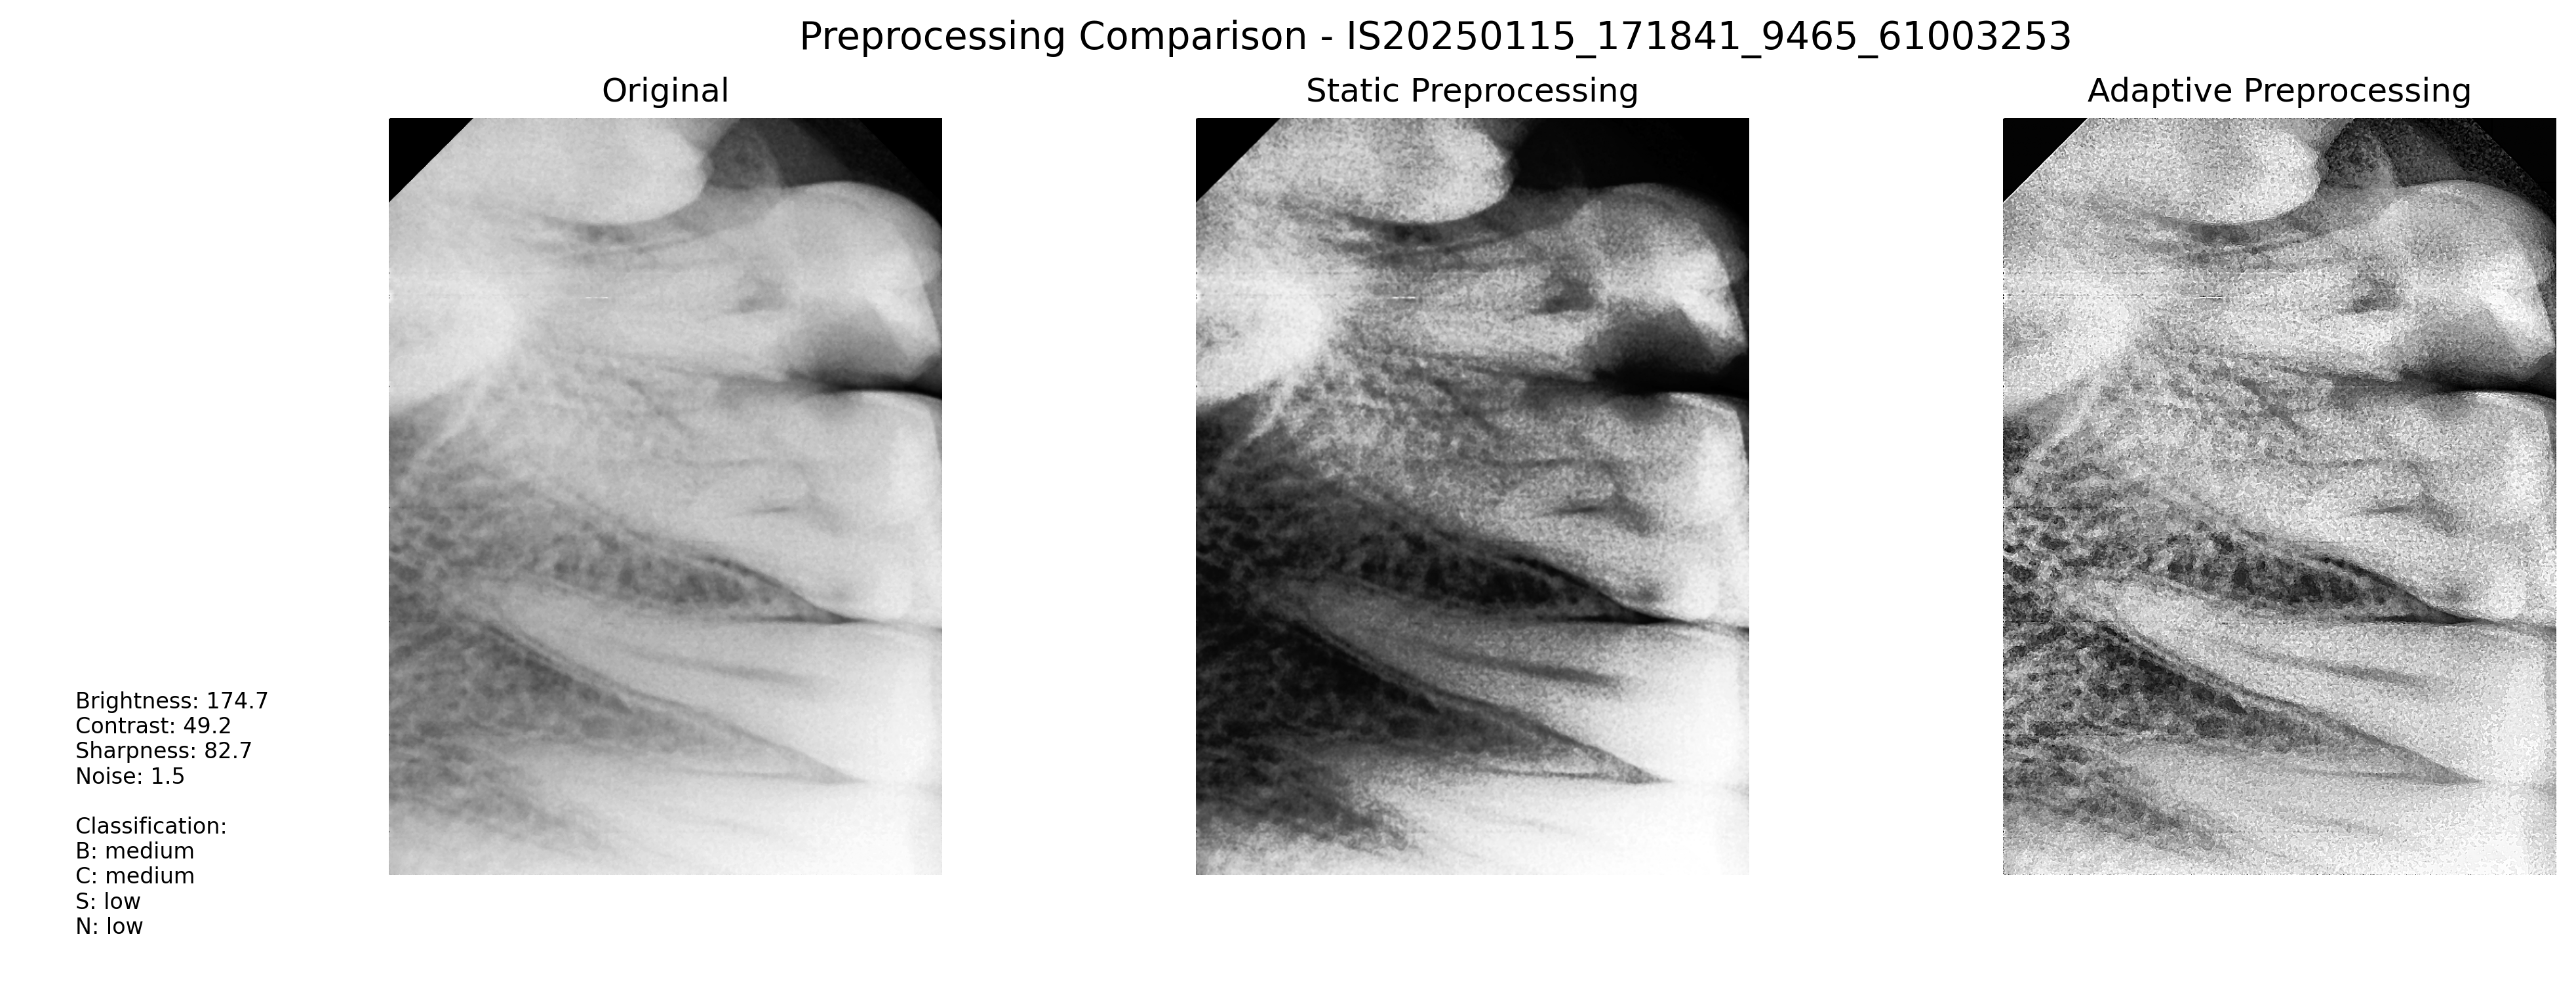 Preprocessing Comparison - IS20250115_171841_9465_61003253
Original
Static Preprocessing
Adaptive Preprocessing
Brightness: 174.7
Contrast: 49.2
Sharpness: 82.7
Noise: 1.5
Classification:
B: medium
C: medium
S: low
N: low